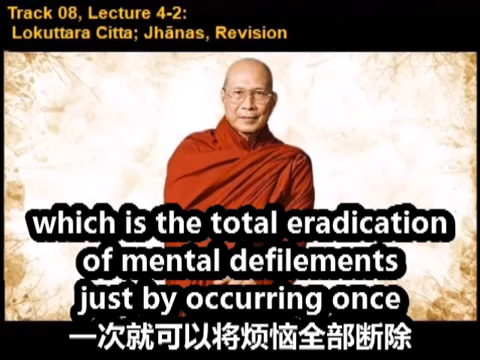 Track 08, Lecture 4-2:
Lokuttara Citta; Jhānas, Revision
which is the total eradication
of mental defilements
just by occurring once
一次就可以将烦恼全部断除